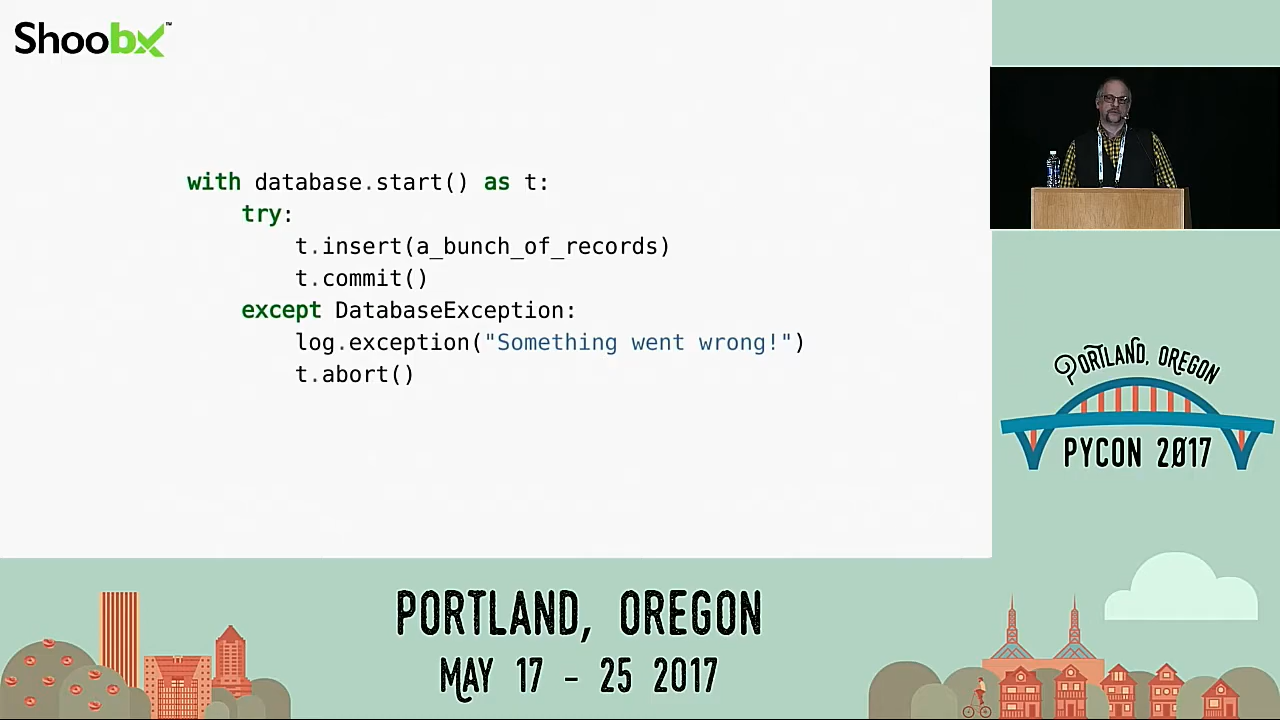 Shoobx™
with database.start() as t:
    try:
        t.insert(a_bunch_of_records)
        t.commit()
    except DatabaseException:
        log.exception("Something went wrong!")
        t.abort()
PORTLAND, OREGON
PYCON 2017
PORTLAND, OREGON
MAY 17 - 25 2017